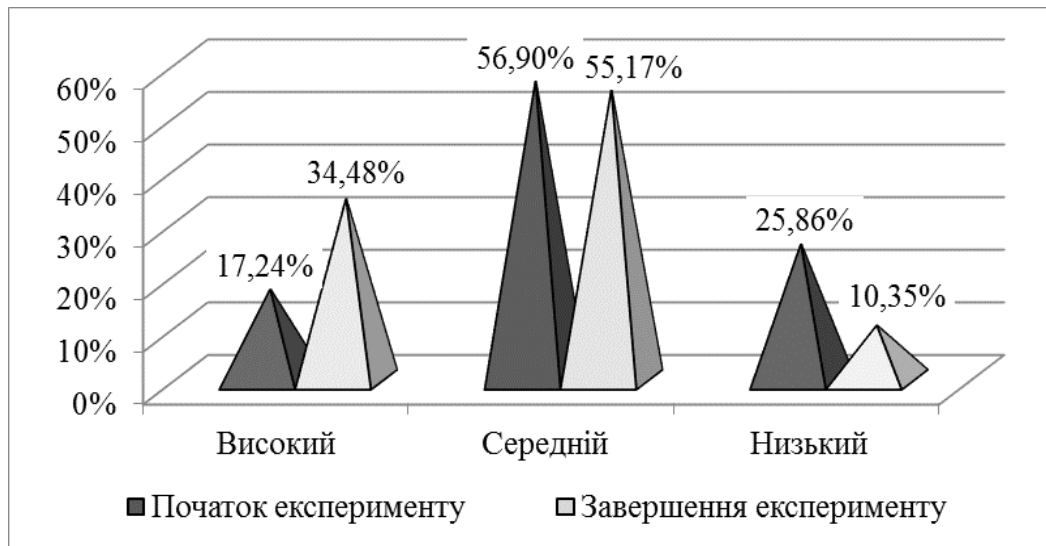 56,90%
55,17%
60%
50%
34,48%
40%
25,86%
30%
17,24%
20%
10,35%
10%
0%
Високий
Середній
Низький
Початок експерименту
Завершення експерименту